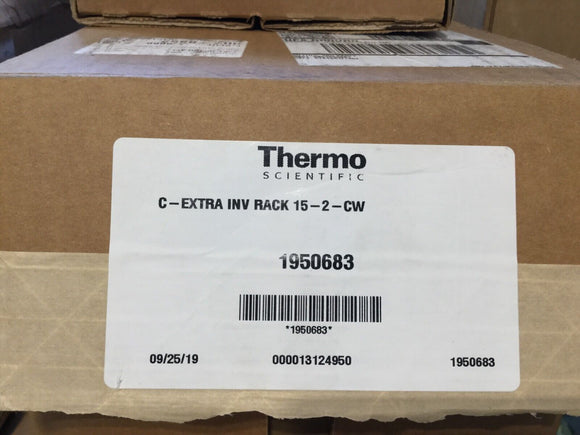 Thermo
SCIENTIFIC
C-EXTRA INV RACK 15-2-CW
1950683
*1950683*
09/25/19 000013124950 1950683